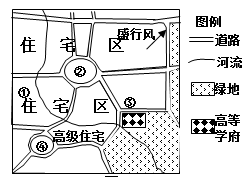 住 宅 区
盛行风
②
①
住 宅 区
③
高级住宅
④
图例
道路
河流
绿地
高等
学府